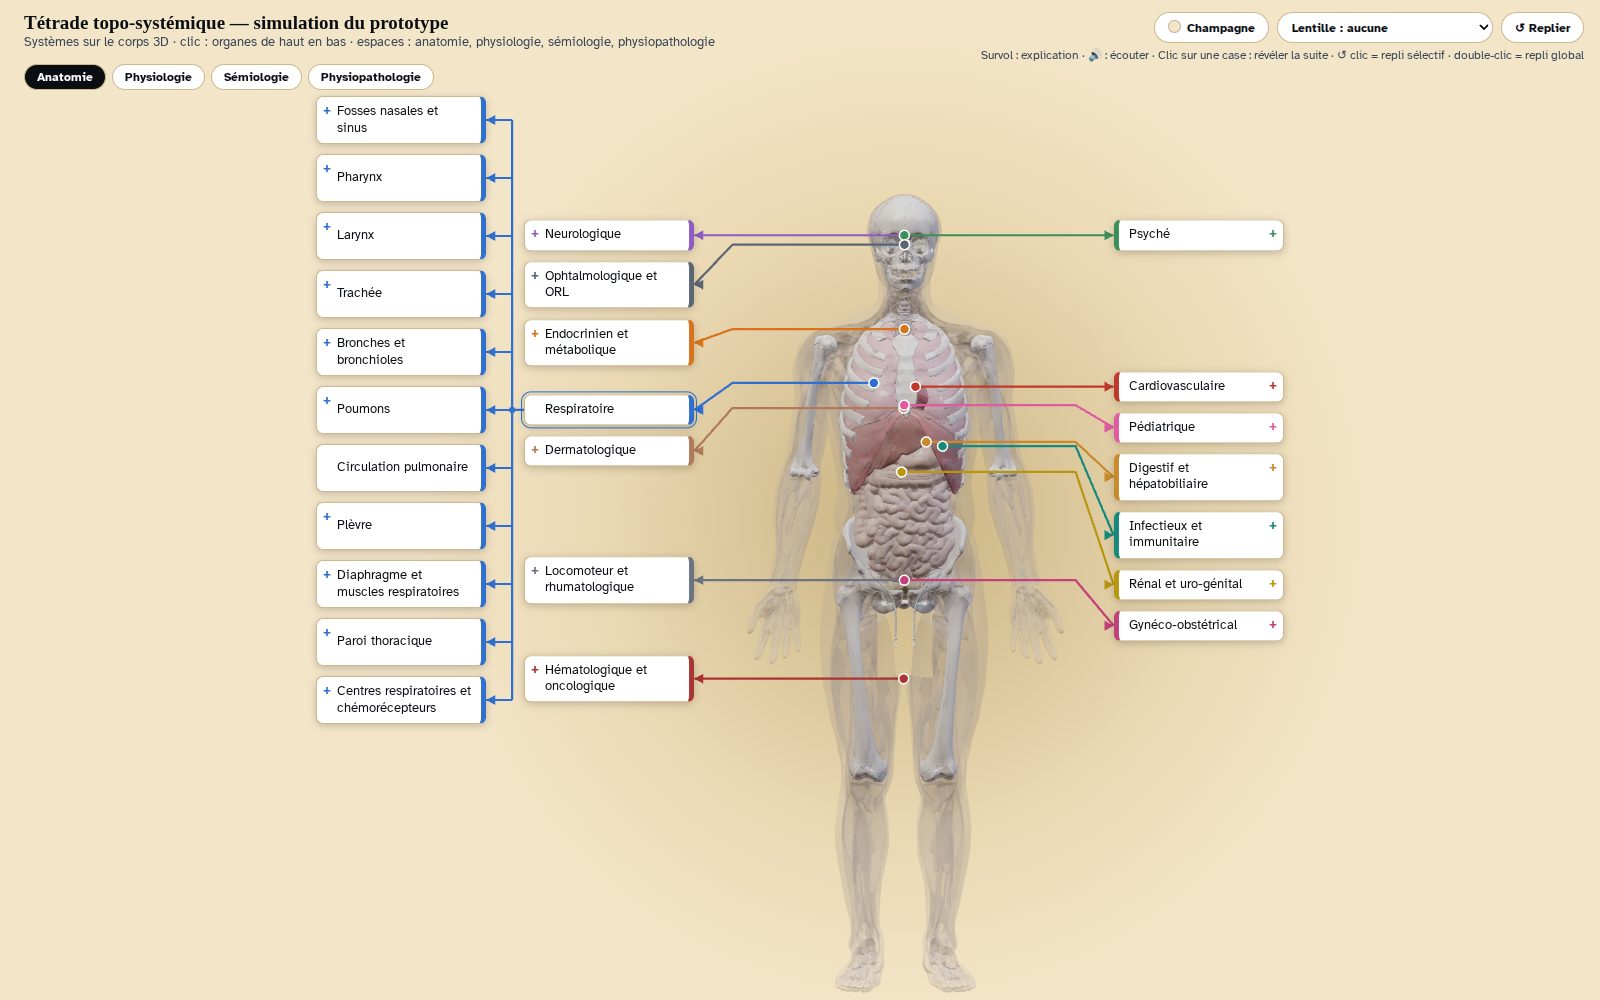 Tétrade topo-systémique — simulation du prototype
Systèmes sur le corps 3D · clic : organes de haut en bas · espaces : anatomie, physiologie, sémiologie, physiopathologie
Champagne
Lentille : aucune
↺ Replier
Survol : explication · 🔊 : écouter · Clic sur une case : révéler la suite · ↺ clic = repli sélectif · double-clic = repli global
Anatomie
Physiologie
Sémiologie
Physiopathologie
+ Fosses nasales et
sinus
+ Pharynx
+ Larynx
+ Trachée
+ Bronches et
bronchioles
+ Poumons
Circulation pulmonaire
+ Plèvre
+ Diaphragme et
muscles respiratoires
+ Paroi thoracique
+ Centres respiratoires et
chémorécepteurs
+ Neurologique
+ Ophtalmologique et
ORL
+ Endocrinien et
métabolique
Respiratoire
+ Dermatologique
+ Locomoteur et
rhumatologique
+ Hématologique et
oncologique
Psyché +
Cardiovasculaire +
Pédiatrique +
Digestif et +
hépatobiliaire
Infectieux et +
immunitaire
Rénal et uro-génital +
Gynéco-obstétrical +